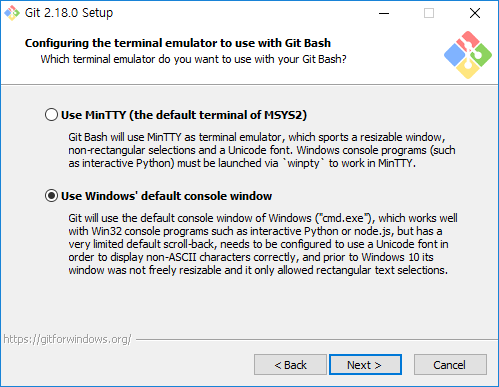 Git 2.18.0 Setup
Configuring the terminal emulator to use with Git Bash
Which terminal emulator do you want to use with your Git Bash?
Use MinTTY (the default terminal of MSYS2)
Git Bash will use MinTTY as terminal emulator, which sports a resizable window,
non-rectangular selections and a Unicode font. Windows console programs (such
as interactive Python) must be launched via `winpty` to work in MinTTY.
Use Windows' default console window
Git will use the default console window of Windows ("cmd.exe"), which works well
with Win32 console programs such as interactive Python or node.js, but has a
very limited default scroll-back, needs to be configured to use a Unicode font in
order to display non-ASCII characters correctly, and prior to Windows 10 its
window was not freely resizable and it only allowed rectangular text selections.
https://gitforwindows.org/
< Back
Next >
Cancel